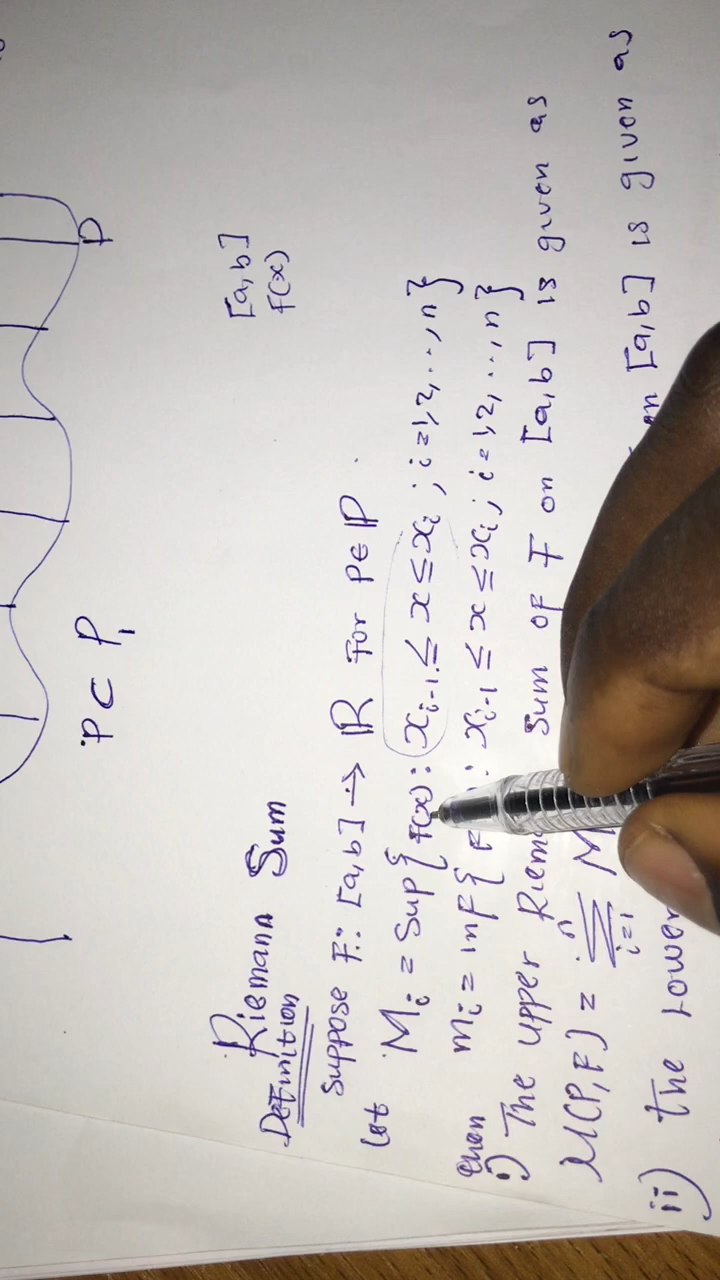 P
P ⊂ P₁
[a,b]
f(x)
Riemann Sum
Definition
Suppose F: [a,b] → ℝ For P ∈ ℙ
Let
Mᵢ = Sup{f(x): xᵢ₋₁ ≤ x ≤ xᵢ ; i = 1,2,...,n}
mᵢ = inf{F : xᵢ₋₁ ≤ x ≤ xᵢ ; i = 1,2,...,n}
then
i) The upper Sum of F on [a,b] is given as
U(P,F) = ∑ⁿᵢ₌₁ M
ii) The Lower on [a,b] is given as